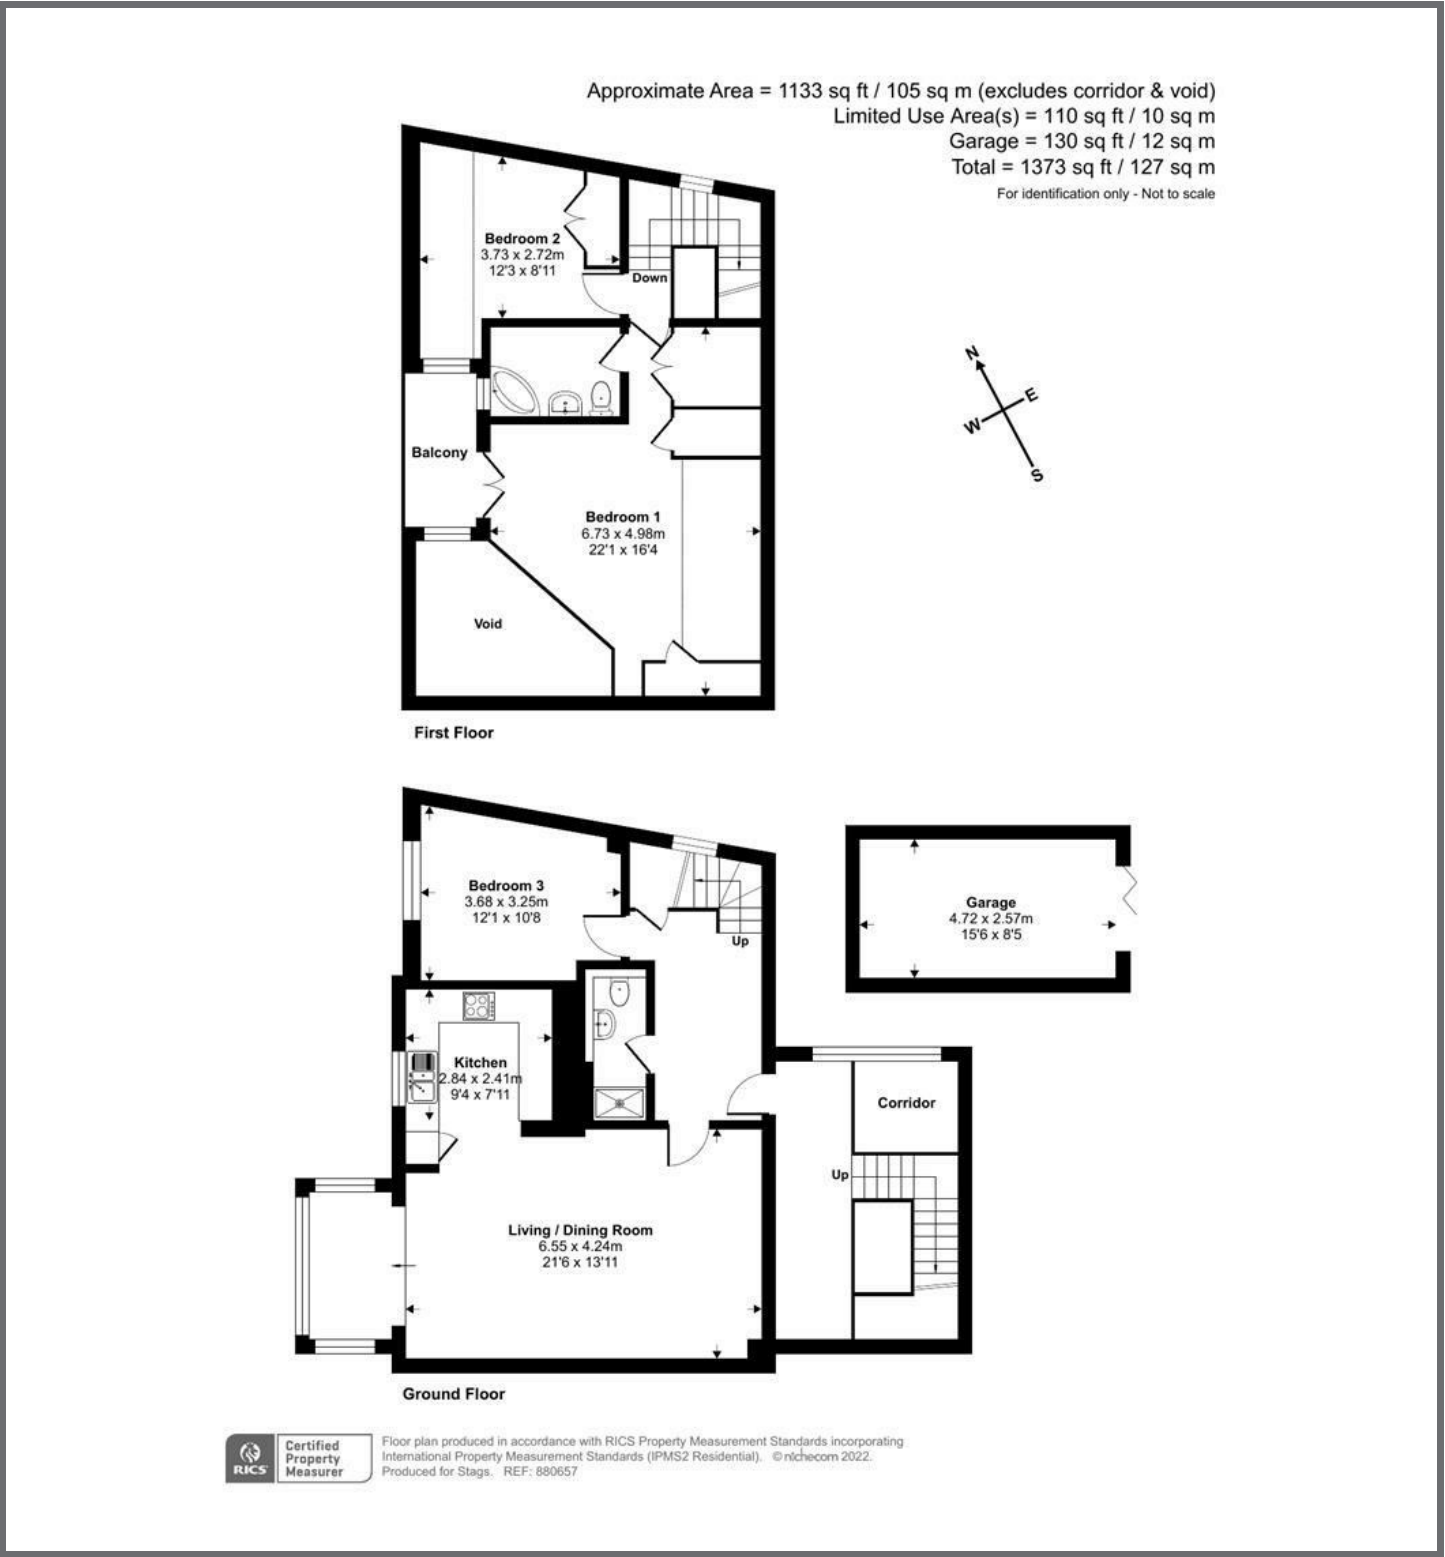 Approximate Area = 1133 sq ft / 105 sq m (excludes corridor & void)
Limited Use Area(s) = 110 sq ft / 10 sq m
Garage = 130 sq ft / 12 sq m
Total = 1373 sq ft / 127 sq m
For identification only - Not to scale
Bedroom 2
3.73 x 2.72m
12'3 x 8'11
Down
N
E
W
S
Balcony
Bedroom 1
6.73 x 4.98m
22'1 x 16'4
Void
First Floor
Bedroom 3
3.68 x 3.25m
12'1 x 10'8
Up
Garage
4.72 x 2.57m
15'6 x 8'5
Kitchen
2.84 x 2.41m
9'4 x 7'11
Corridor
Up
Living / Dining Room
6.55 x 4.24m
21'6 x 13'11
Ground Floor
RICS
Certified
Property
Measurer
Floor plan produced in accordance with RICS Property Measurement Standards incorporating
International Property Measurement Standards (IPMS2 Residential). © nichecom 2022.
Produced for Stags. REF: 880657